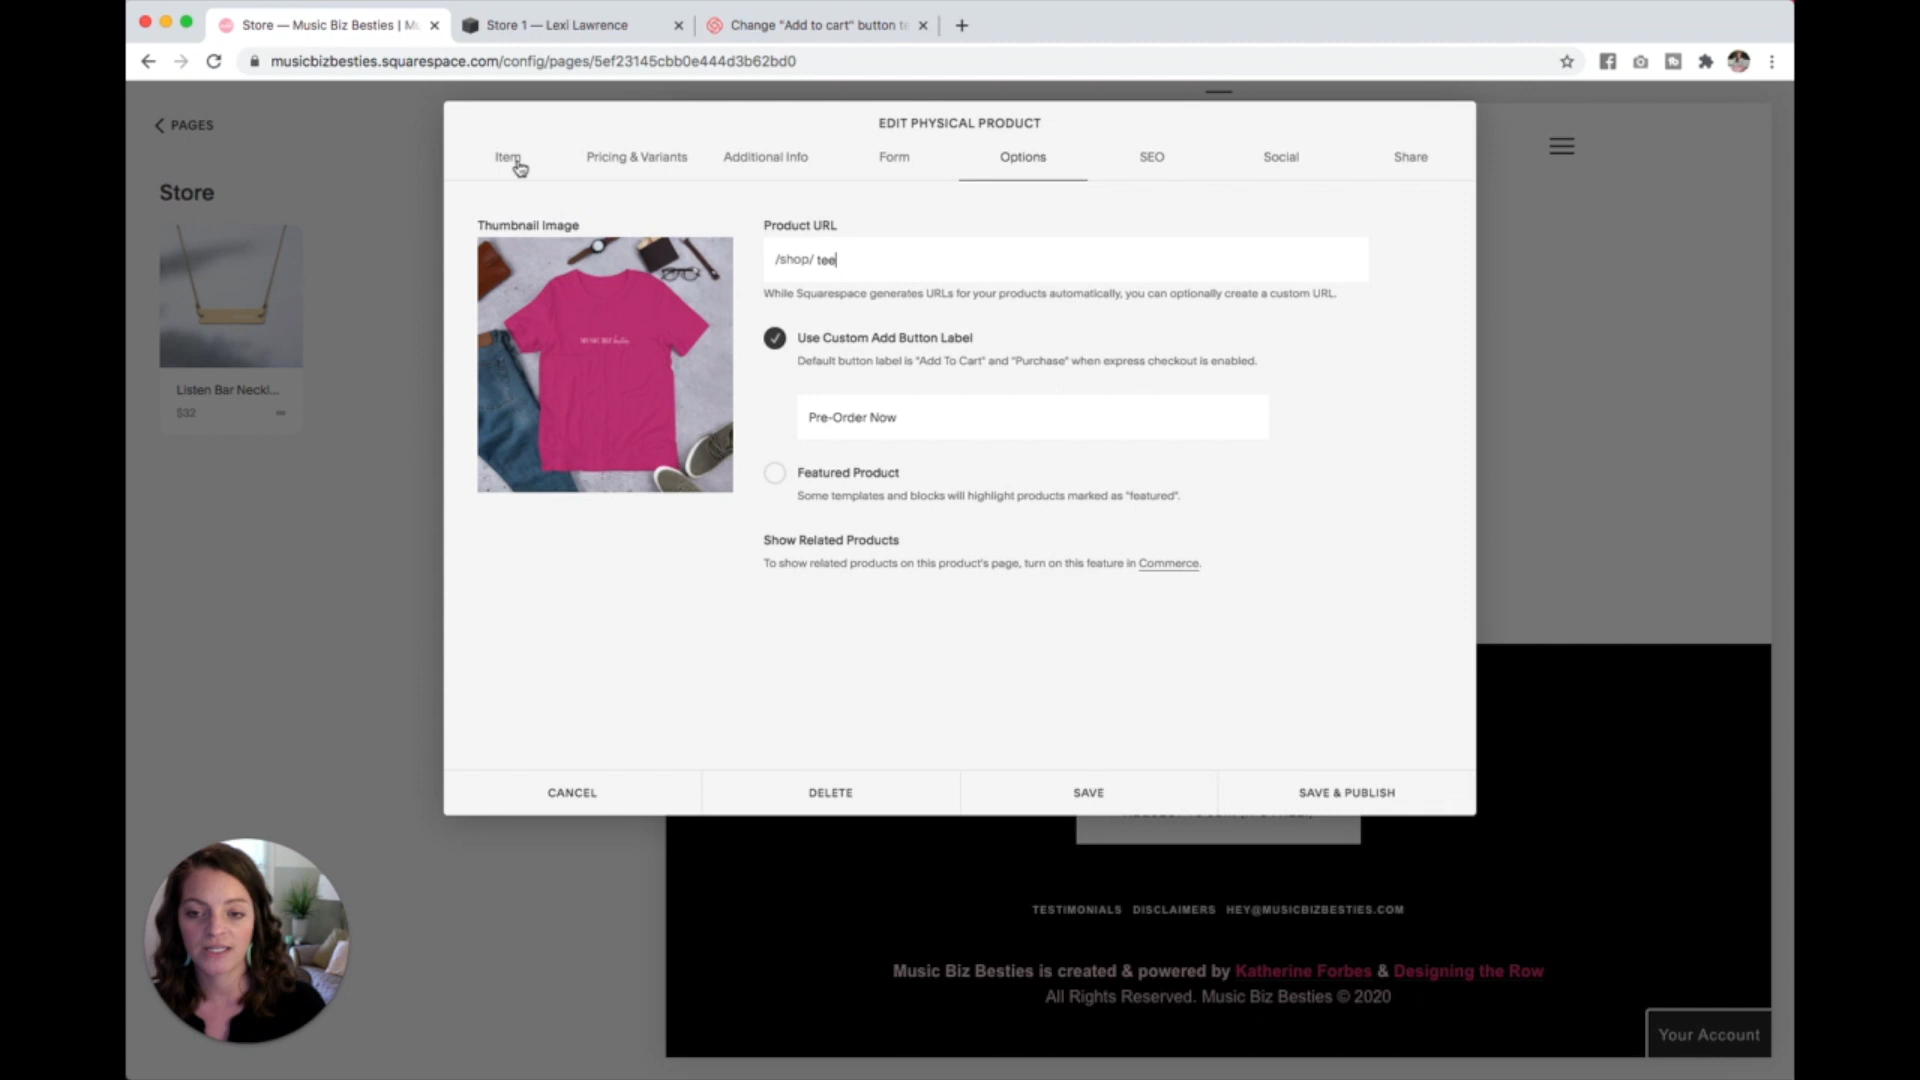 Store — Music Biz Besties | Mu
Store 1 — Lexi Lawrence
Change "Add to cart" button te
musicbizbesties.squarespace.com/config/pages/5ef23145cbb0e444d3b62bd0
PAGES
Store
Listen Bar Neckl...
$32
EDIT PHYSICAL PRODUCT
Item
Pricing & Variants
Additional Info
Form
Options
SEO
Social
Share
Thumbnail Image
MUSIC BIZ besties
Product URL
/shop/ tee
While Squarespace generates URLs for your products automatically, you can optionally create a custom URL.
Use Custom Add Button Label
Default button label is "Add To Cart" and "Purchase" when express checkout is enabled.
Pre-Order Now
Featured Product
Some templates and blocks will highlight products marked as "featured".
Show Related Products
To show related products on this product's page, turn on this feature in Commerce.
CANCEL
DELETE
SAVE
SAVE & PUBLISH
TESTIMONIALS DISCLAIMERS HEY@MUSICBIZBESTIES.COM
Music Biz Besties is created & powered by Katherine Forbes & Designing the Row
All Rights Reserved. Music Biz Besties © 2020
Your Account